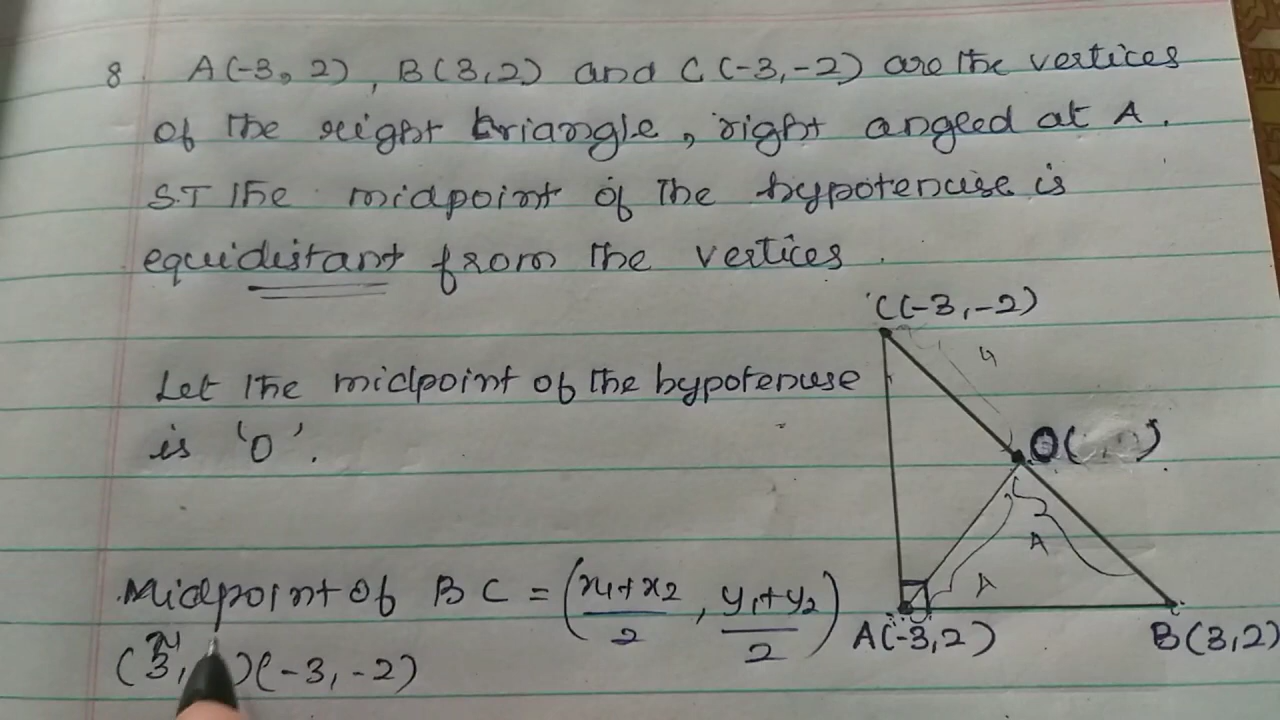 8. A(-3, 2), B(3,2) and C(-3,-2) are the vertices
of the right triangle, right angled at A.
S.T The midpoint of the hypotenuse is
equidistant from the vertices.
C(-3,-2)
4
Let the midpoint of the hypotenuse
is 'O'.
O( , )
A
A
Midpoint of BC = (x1+x2/2, y1+y2/2)
A(-3,2)
B(3,2)
x1
(3, )(-3,-2)